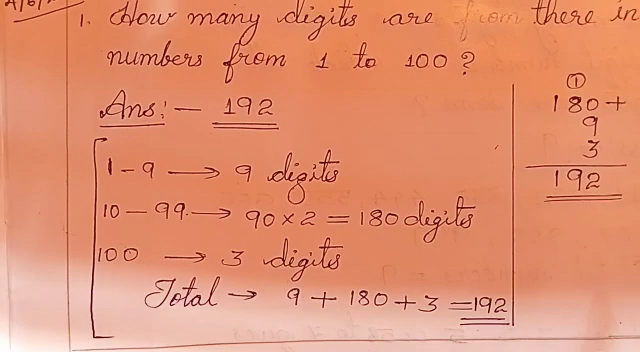 1. How many digits are from there in
numbers from 1 to 100?
Ans:- 192
1-9 → 9 digits
10-99. → 90×2 = 180 digits
100 → 3 digits
Total → 9 + 180 + 3 = 192
①
180+
9
3
192